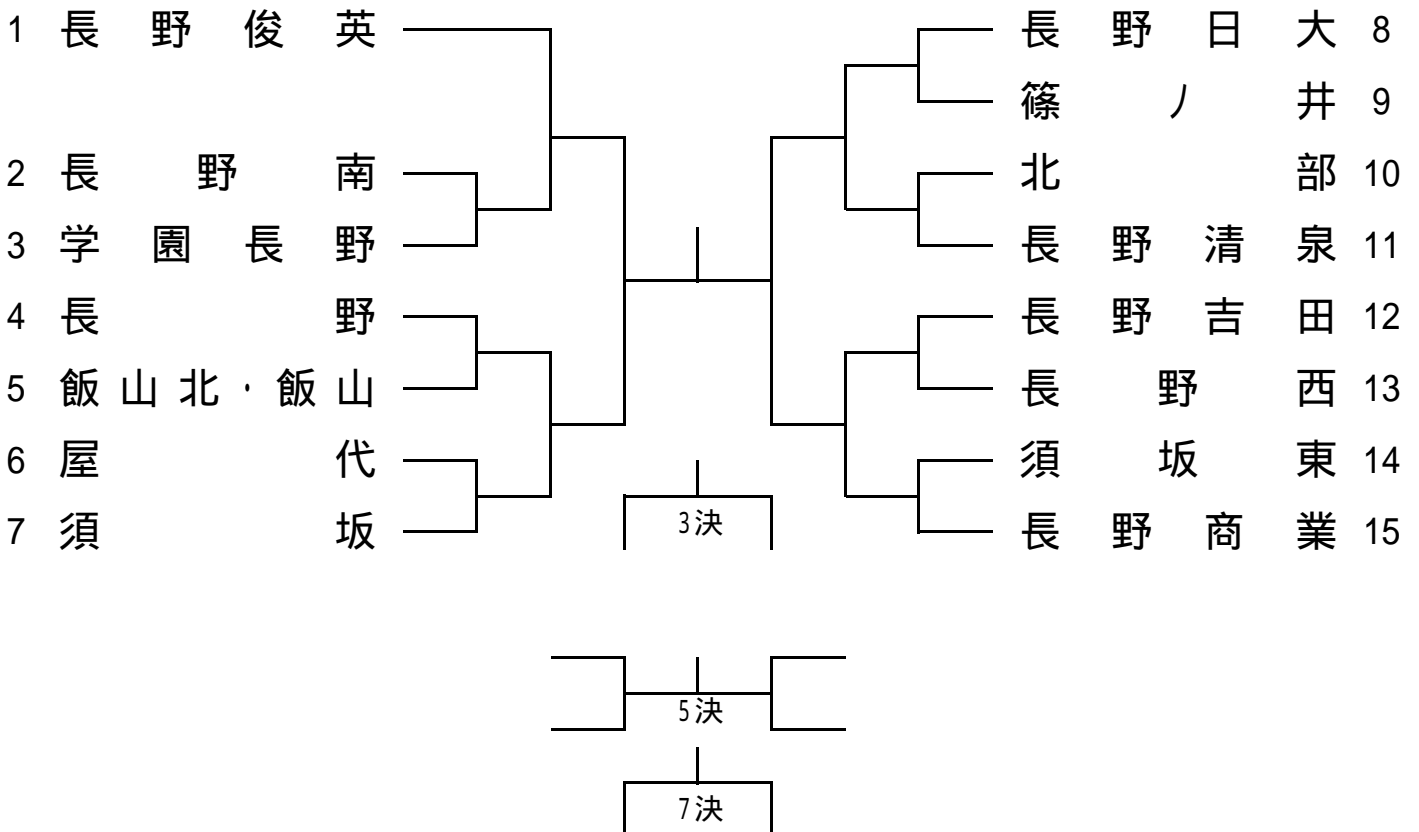 1 長野俊英
2 長野南
3 学園長野
4 長野
5 飯山北・飯山
6 屋代
7 須坂
長野日大 8
篠ノ井 9
北部 10
長野清泉 11
長野吉田 12
長野西 13
須坂東 14
長野商業 15
3決
5決
7決